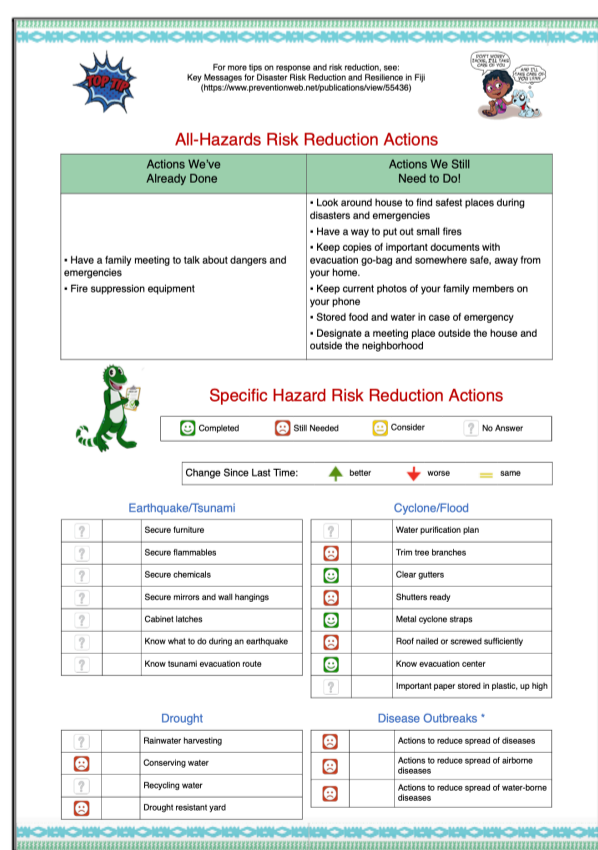 TOP TIP
For more tips on response and risk reduction, see:
Key Messages for Disaster Risk Reduction and Resilience in Fiji
(https://www.preventionweb.net/publications/view/55436)
All-Hazards Risk Reduction Actions
Actions We've
Already Done
Actions We Still
Need to Do!
• Have a family meeting to talk about dangers and
emergencies
• Fire suppression equipment
• Look around house to find safest places during
disasters and emergencies
• Have a way to put out small fires
• Keep copies of important documents with
evacuation go-bag and somewhere safe, away from
your home.
• Keep current photos of your family members on
your phone
• Stored food and water in case of emergency
• Designate a meeting place outside the house and
outside the neighborhood
Specific Hazard Risk Reduction Actions
Completed
Still Needed
Consider
? No Answer
Change Since Last Time:
better
worse
same
Earthquake/Tsunami
? Secure furniture
? Secure flammables
? Secure chemicals
? Secure mirrors and wall hangings
? Cabinet latches
? Know what to do during an earthquake
? Know tsunami evacuation route
Cyclone/Flood
? Water purification plan
Trim tree branches
Clear gutters
Shutters ready
Metal cyclone straps
Roof nailed or screwed sufficiently
Know evacuation center
? Important paper stored in plastic, up high
Drought
? Rainwater harvesting
Conserving water
? Recycling water
Drought resistant yard
Disease Outbreaks *
Actions to reduce spread of diseases
Actions to reduce spread of airborne
diseases
Actions to reduce spread of water-borne
diseases